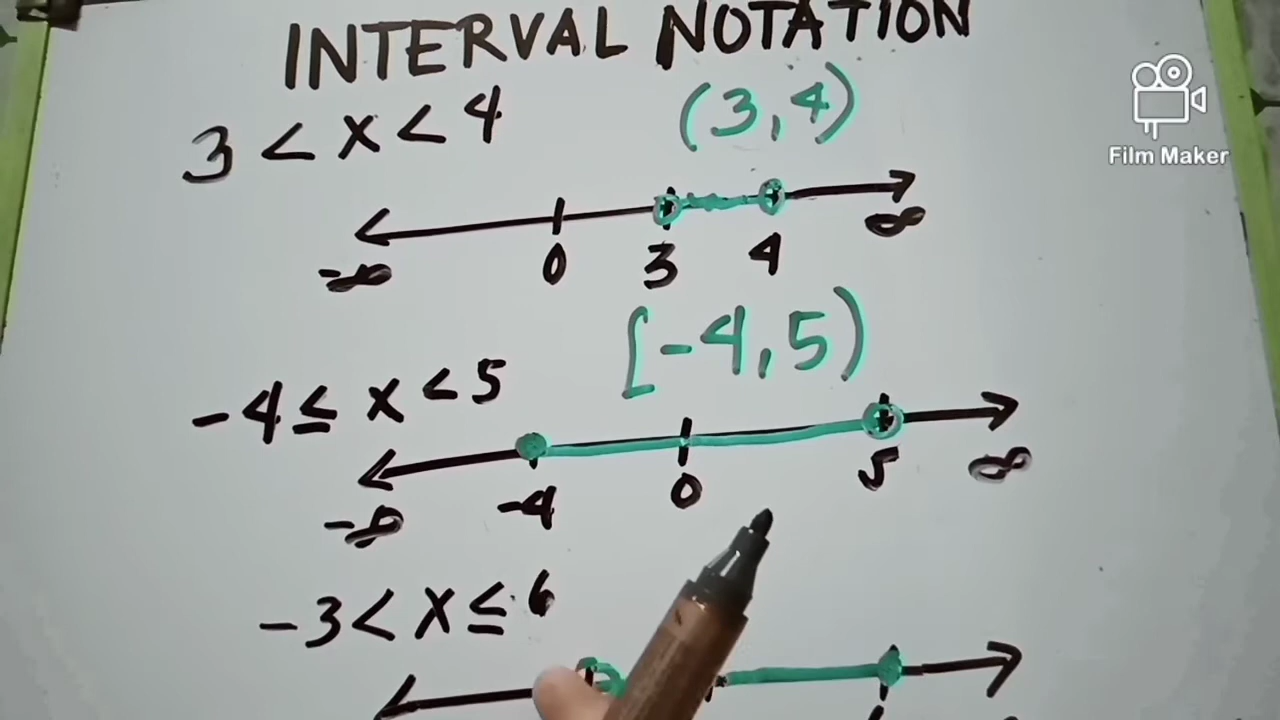 INTERVAL NOTATION
3 < x < 4 (3, 4)
-∞ 0 3 4 ∞
[-4, 5)
-4 ≤ x < 5
-∞ -4 0 5 ∞
-3 < x ≤ 6
Film Maker